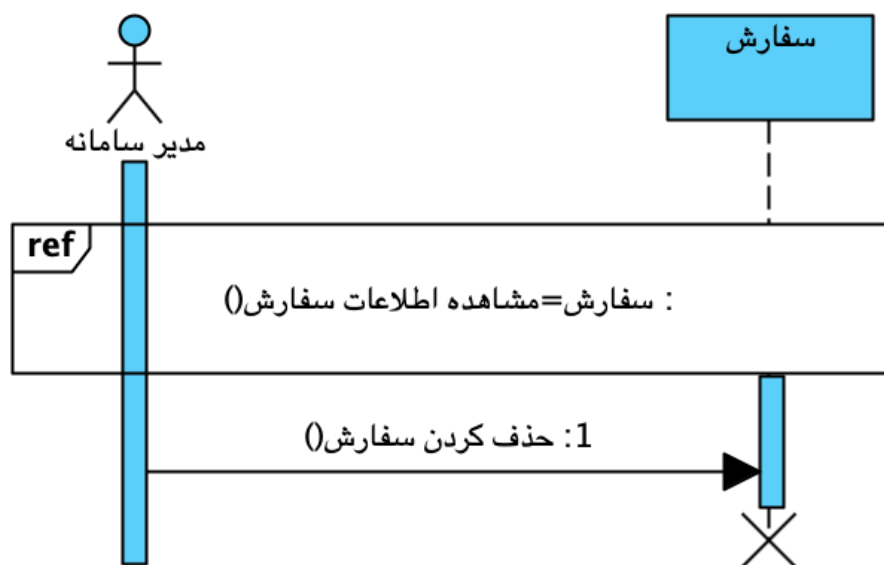 سفارش
مدیر سامانه
ref
: سفارش=مشاهده اطلاعات سفارش()
1: حذف کردن سفارش()